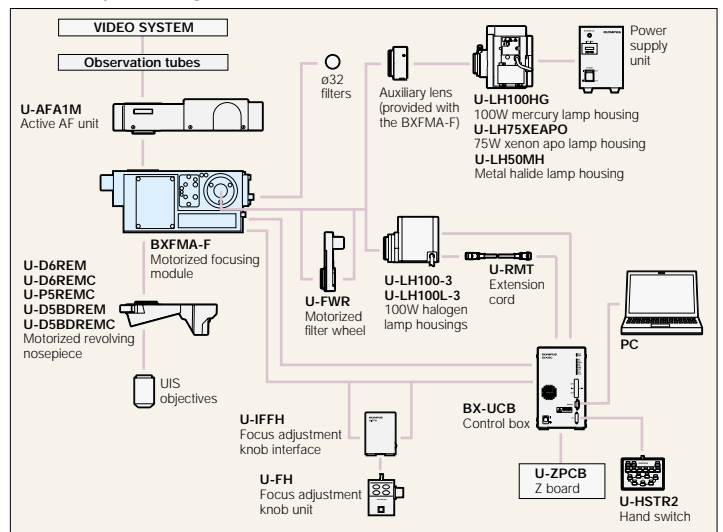 VIDEO SYSTEM
Observation tubes
U-AFA1M
Active AF unit
BXFMA-F
Motorized focusing
module
U-D6REM
U-D6REMC
U-P5REMC
U-D5BDREM
U-D5BDREMC
Motorized revolving
nosepiece
UIS
objectives
ø32
filters
Auxiliary lens
(provided with
the BXFMA-F)
U-LH100HG
100W mercury lamp housing
U-LH75XEAPO
75W xenon apo lamp housing
U-LH50MH
Metal halide lamp housing
Power
supply
unit
U-FWR
Motorized
filter wheel
U-LH100-3
U-LH100L-3
100W halogen
lamp housings
U-RMT
Extension
cord
PC
BX-UCB
Control box
U-IFFH
Focus adjustment
knob interface
U-FH
Focus adjustment
knob unit
U-ZPCB
Z board
U-HSTR2
Hand switch